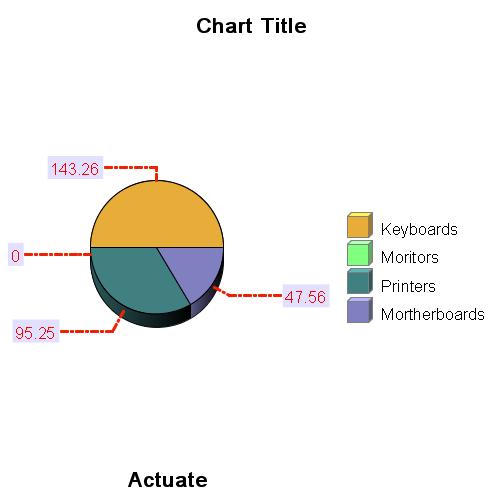 Chart Title
143.26
0
47.56
95.25
Keyboards
Moritors
Printers
Mortherboards
Actuate